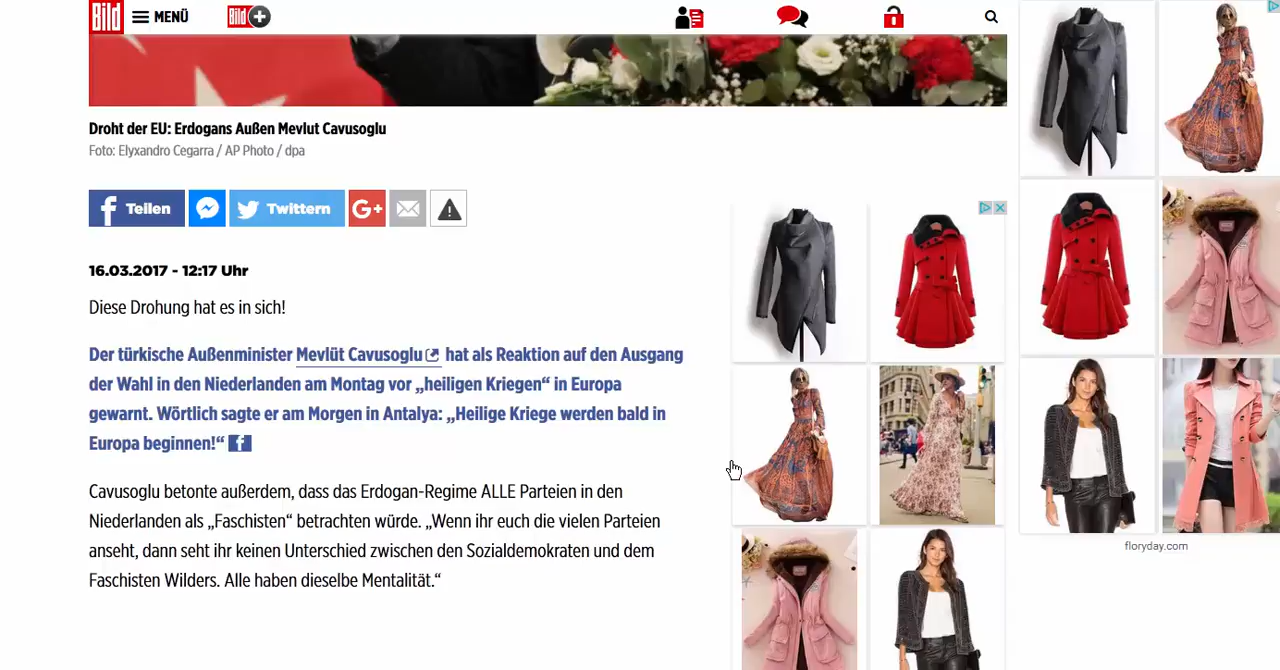 Bild MENÜ Bild
Droht der EU: Erdogans Außen Mevlut Cavusoglu
Foto: Elyxandro Cegarra / AP Photo / dpa
Teilen Twittern G+
16.03.2017 - 12:17 Uhr
Diese Drohung hat es in sich!
Der türkische Außenminister Mevlüt Cavusoglu hat als Reaktion auf den Ausgang
der Wahl in den Niederlanden am Montag vor „heiligen Kriegen“ in Europa
gewarnt. Wörtlich sagte er am Morgen in Antalya: „Heilige Kriege werden bald in
Europa beginnen!“
Cavusoglu betonte außerdem, dass das Erdogan-Regime ALLE Parteien in den
Niederlanden als „Faschisten“ betrachten würde. „Wenn ihr euch die vielen Parteien
anseht, dann seht ihr keinen Unterschied zwischen den Sozialdemokraten und dem
Faschisten Wilders. Alle haben dieselbe Mentalität.“
floryday.com